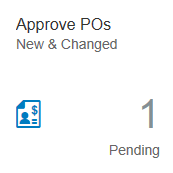 Approve POs
New & Changed
$
1
Pending